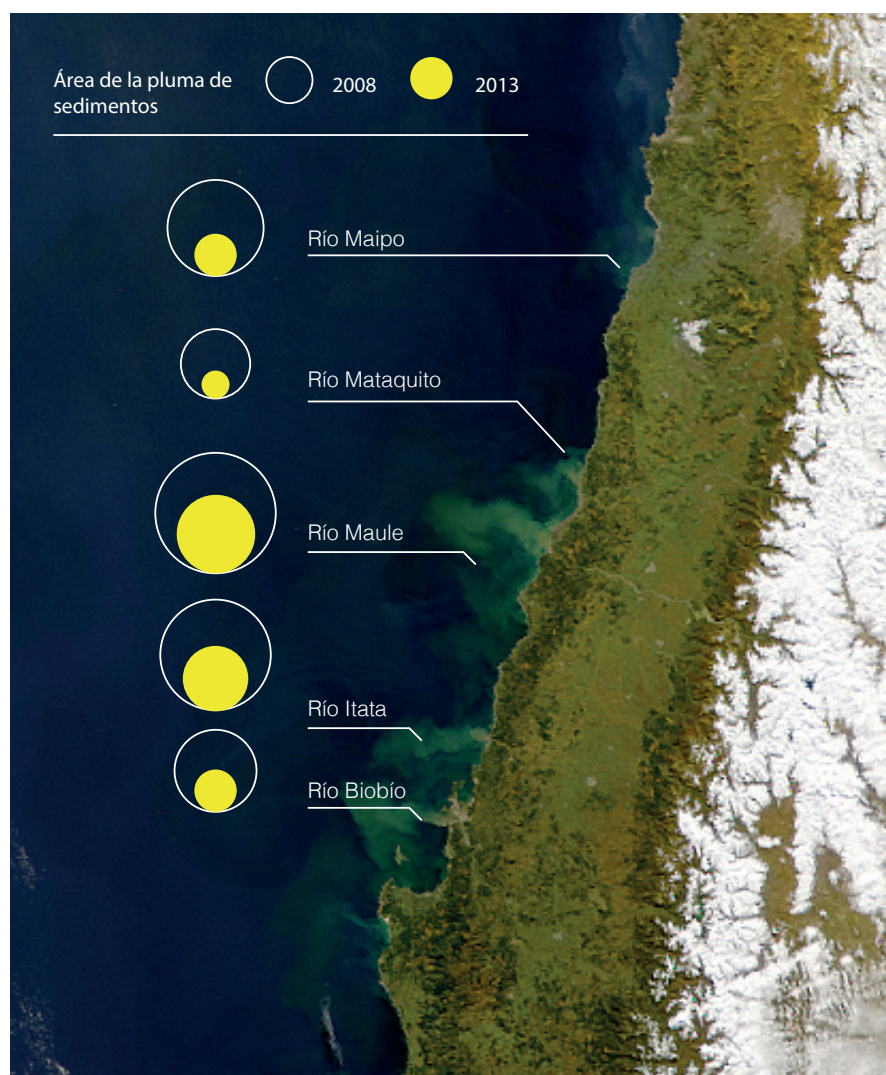 Área de la pluma de
sedimentos
2008
2013
Río Maipo
Río Mataquito
Río Maule
Río Itata
Río Biobío